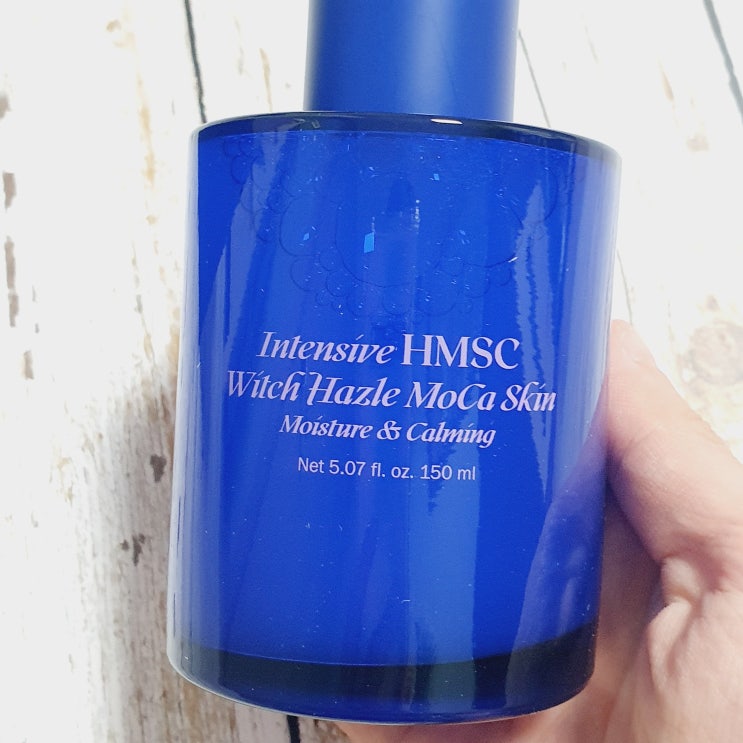 Intensive HMSC
Witch Hazle MoCa Skin
Moisture & Calming
Net 5.07 fl. oz. 150 ml